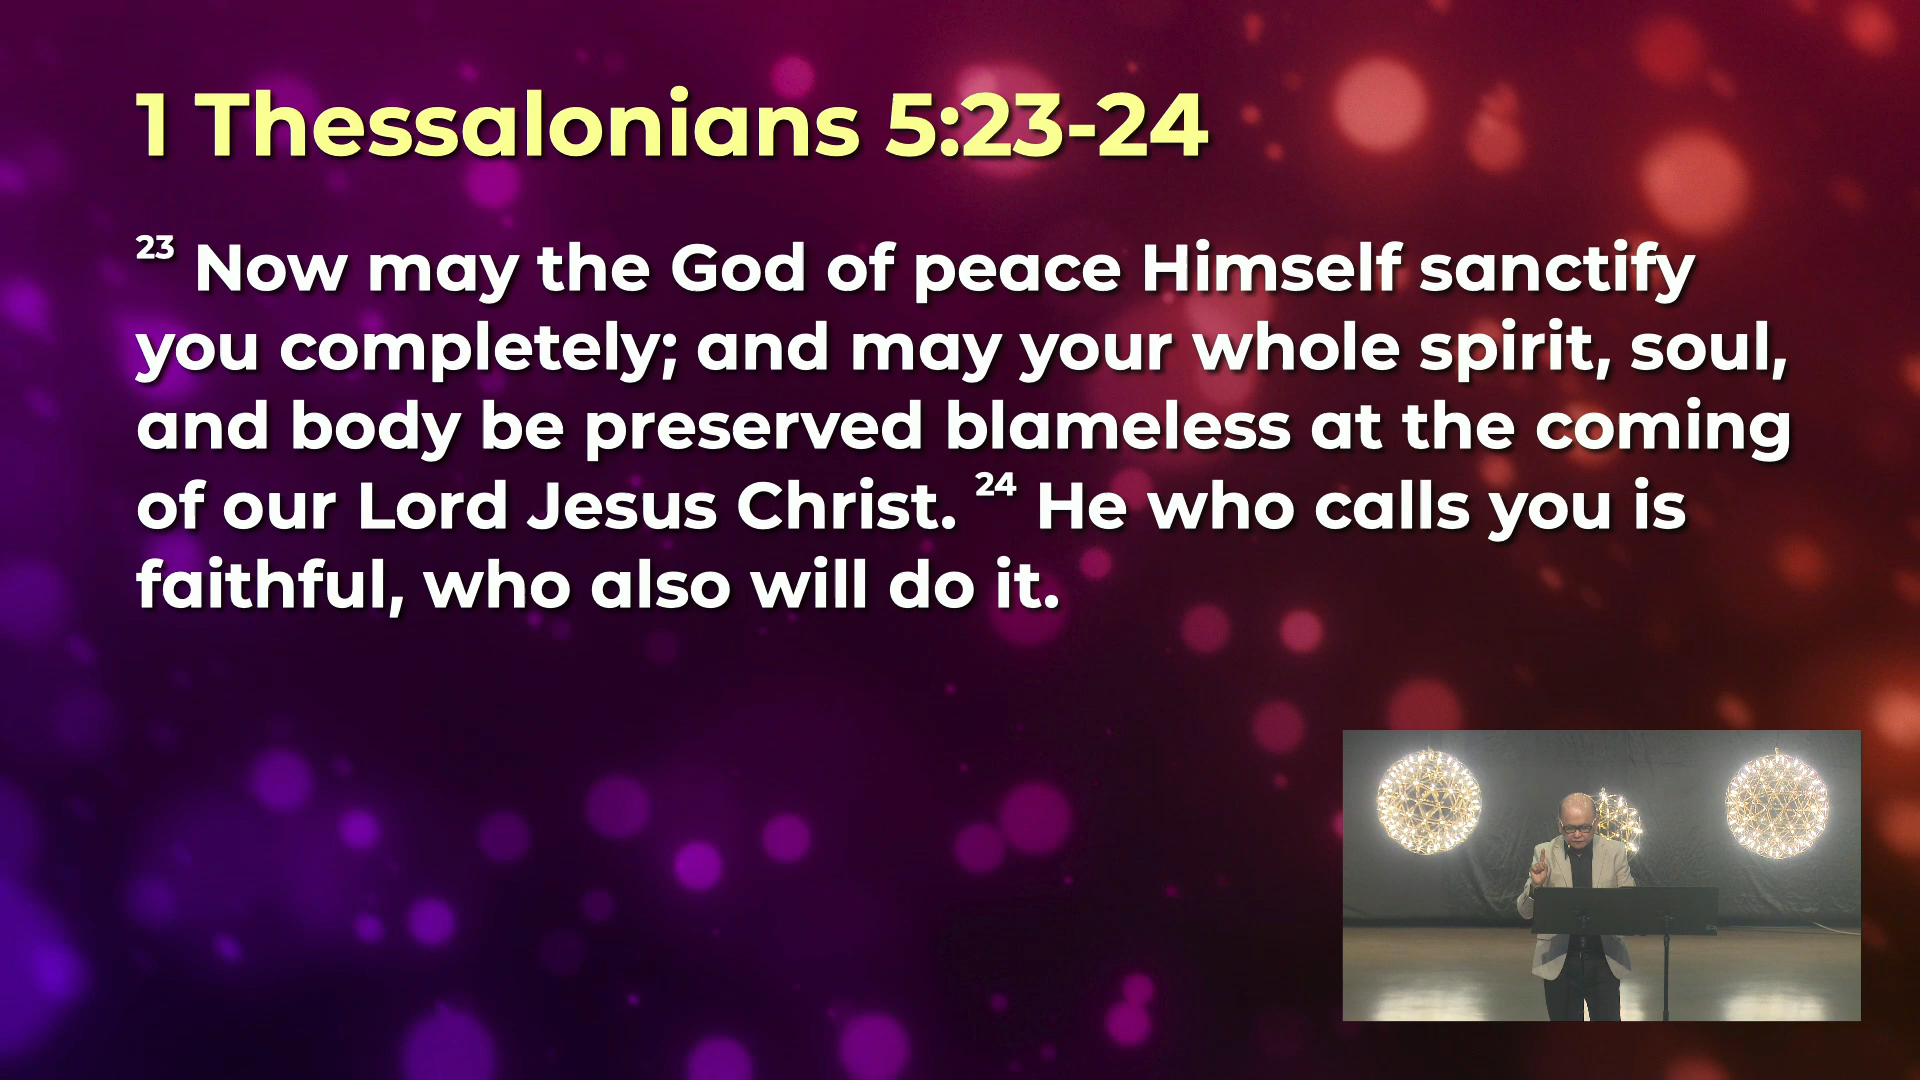 1 Thessalonians 5:23-24
23 Now may the God of peace Himself sanctify
you completely; and may your whole spirit, soul,
and body be preserved blameless at the coming
of our Lord Jesus Christ. 24 He who calls you is
faithful, who also will do it.